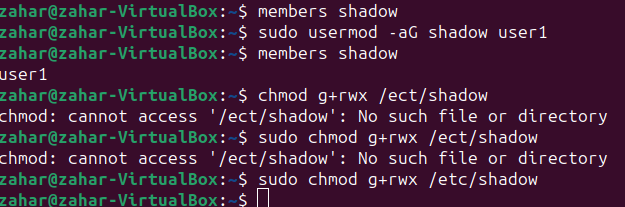 zahar@zahar-VirtualBox:~$ members shadow
zahar@zahar-VirtualBox:~$ sudo usermod -aG shadow user1
zahar@zahar-VirtualBox:~$ members shadow
user1
zahar@zahar-VirtualBox:~$ chmod g+rwx /ect/shadow
chmod: cannot access '/ect/shadow': No such file or directory
zahar@zahar-VirtualBox:~$ sudo chmod g+rwx /ect/shadow
chmod: cannot access '/ect/shadow': No such file or directory
zahar@zahar-VirtualBox:~$ sudo chmod g+rwx /etc/shadow
zahar@zahar-VirtualBox:~$